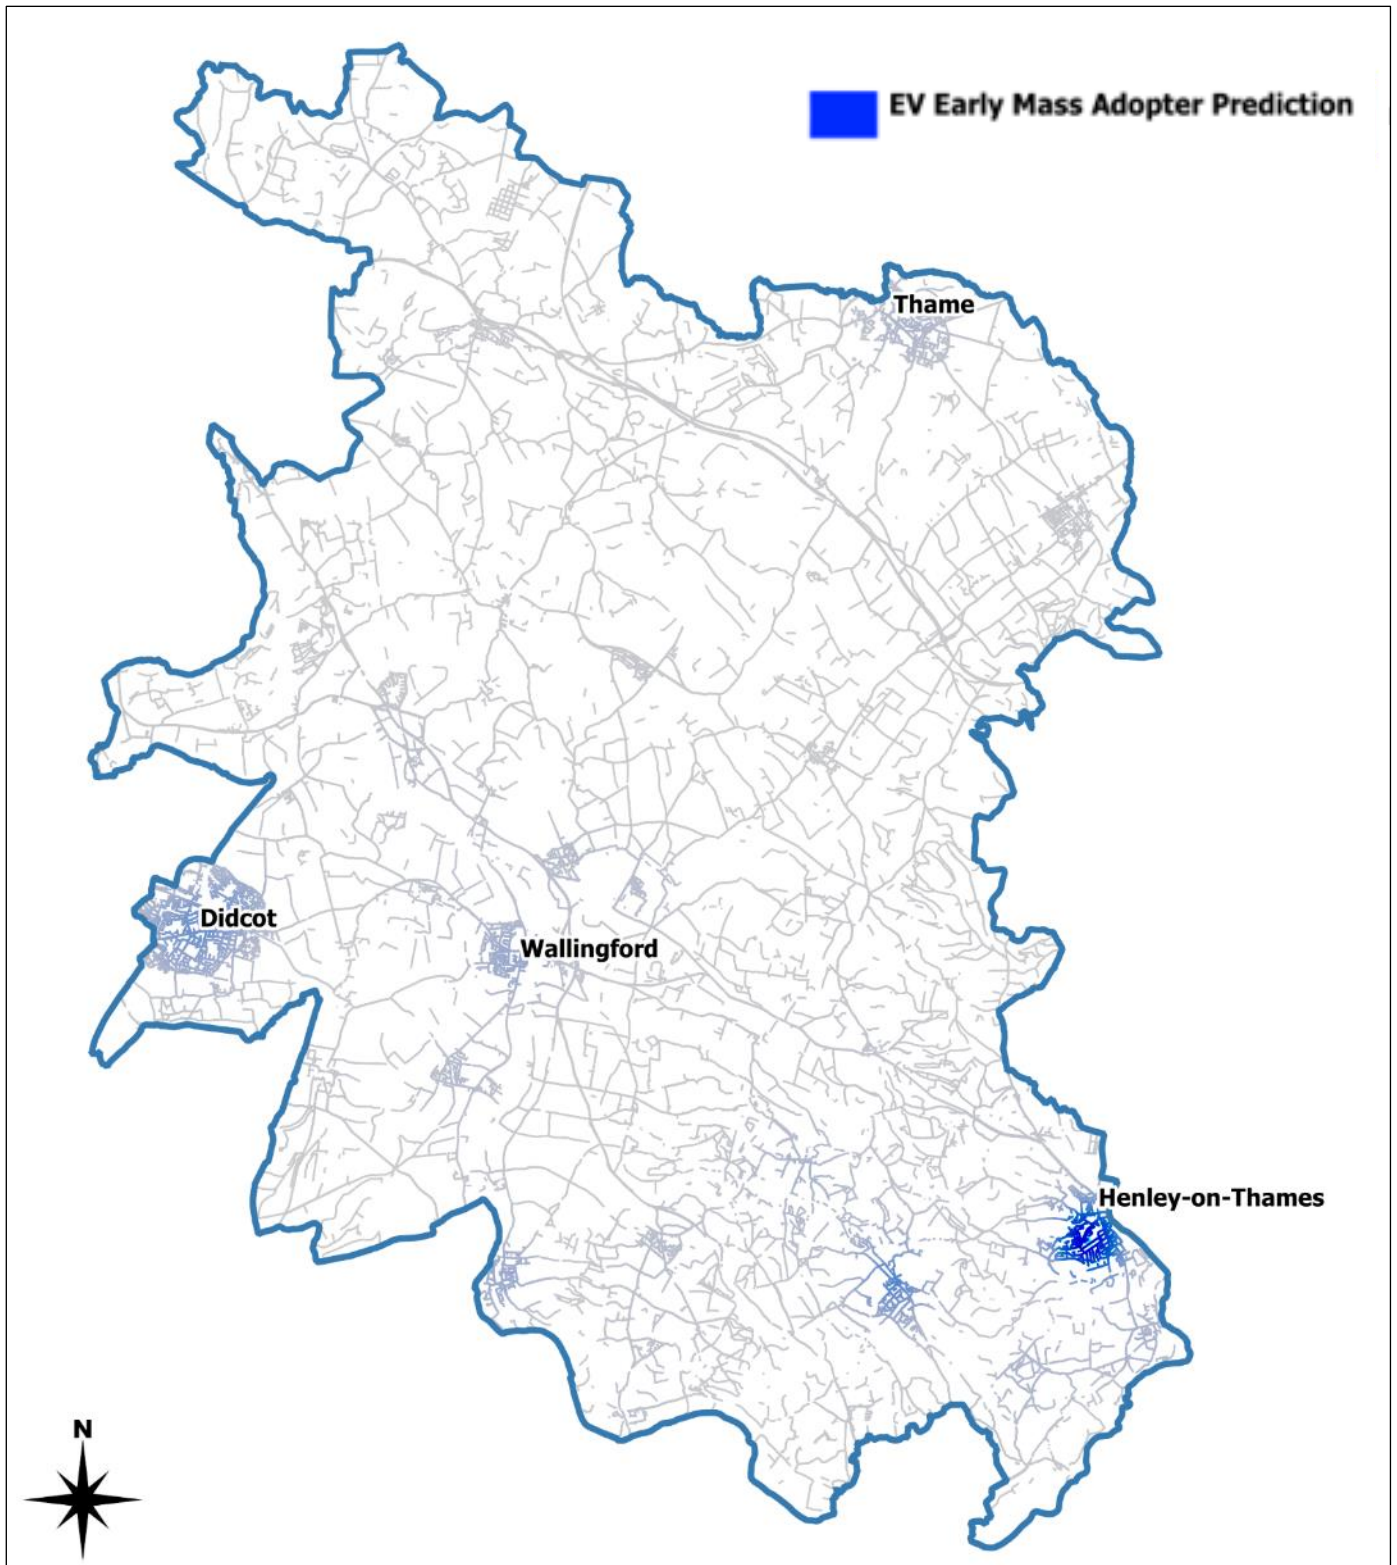 EV Early Mass Adopter Prediction
Thame
Didcot
Wallingford
Henley-on-Thames
N